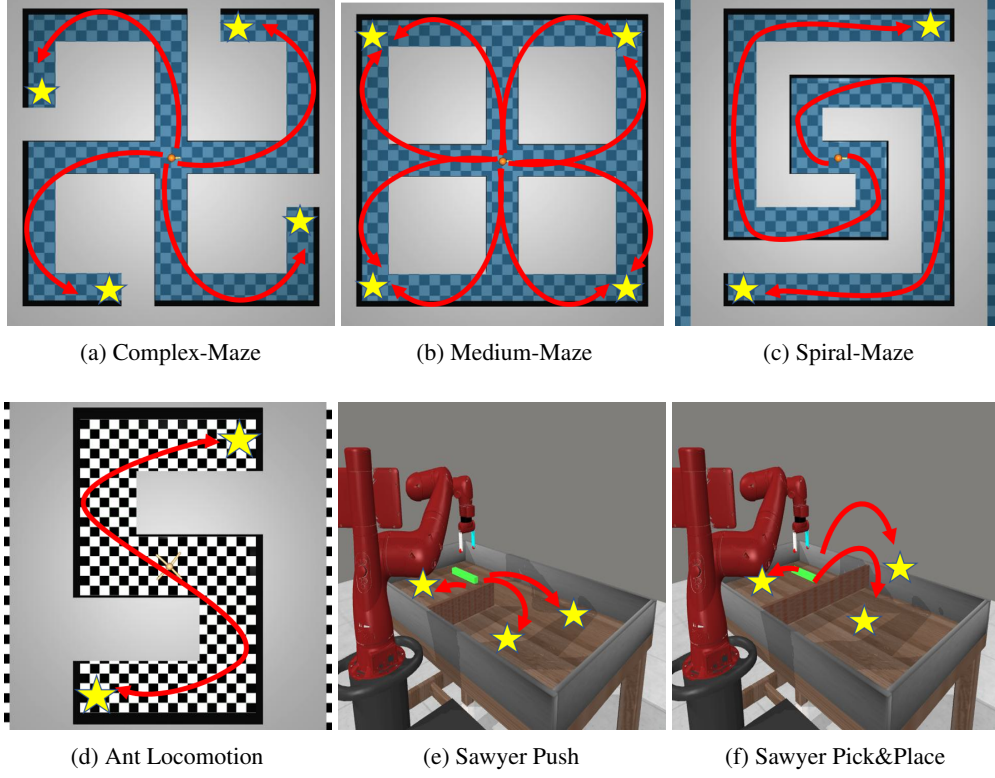 (a) Complex-Maze
(b) Medium-Maze
(c) Spiral-Maze
(d) Ant Locomotion
(e) Sawyer Push
(f) Sawyer Pick&Place